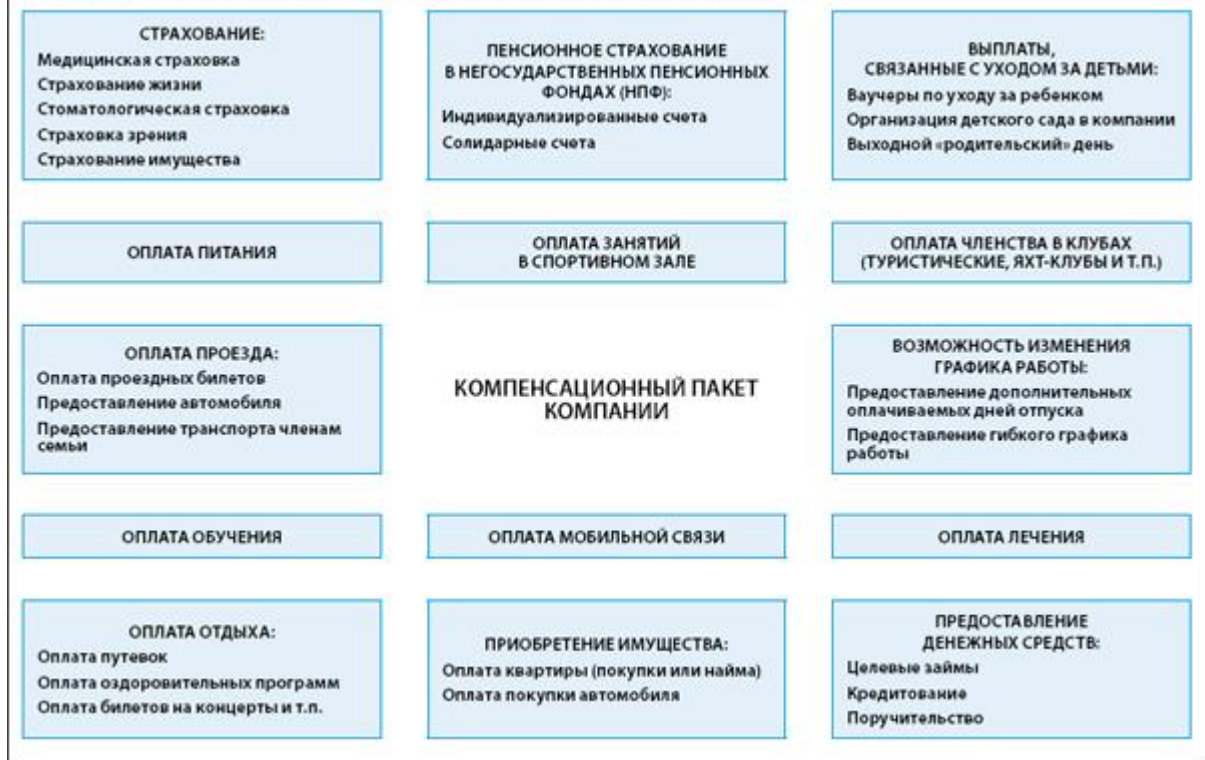 СТРАХОВАНИЕ:
Медицинская страховка
Страхование жизни
Стоматологическая страховка
Страховка зрения
Страхование имущества
ПЕНСИОННОЕ СТРАХОВАНИЕ
В НЕГОСУДАРСТВЕННЫХ ПЕНСИОННЫХ
ФОНДАХ (НПФ):
Индивидуализированные счета
Солидарные счета
ВЫПЛАТЫ,
СВЯЗАННЫЕ С УХОДОМ ЗА ДЕТЬМИ:
Ваучеры по уходу за ребенком
Организация детского сада в компании
Выходной «родительский» день
ОПЛАТА ПИТАНИЯ
ОПЛАТА ЗАНЯТИЙ
В СПОРТИВНОМ ЗАЛЕ
ОПЛАТА ЧЛЕНСТВА В КЛУБАХ
(ТУРИСТИЧЕСКИЕ, ЯХТ-КЛУБЫ И Т.П.)
ОПЛАТА ПРОЕЗДА:
Оплата проездных билетов
Предоставление автомобиля
Предоставление транспорта членам
семьи
КОМПЕНСАЦИОННЫЙ ПАКЕТ
КОМПАНИИ
ВОЗМОЖНОСТЬ ИЗМЕНЕНИЯ
ГРАФИКА РАБОТЫ:
Предоставление дополнительных
оплачиваемых дней отпуска
Предоставление гибкого графика
работы
ОПЛАТА ОБУЧЕНИЯ
ОПЛАТА МОБИЛЬНОЙ СВЯЗИ
ОПЛАТА ЛЕЧЕНИЯ
ОПЛАТА ОТДЫХА:
Оплата путевок
Оплата оздоровительных программ
Оплата билетов на концерты и т.п.
ПРИОБРЕТЕНИЕ ИМУЩЕСТВА:
Оплата квартиры (покупки или найма)
Оплата покупки автомобиля
ПРЕДОСТАВЛЕНИЕ
ДЕНЕЖНЫХ СРЕДСТВ:
Целевые займы
Кредитование
Поручительство